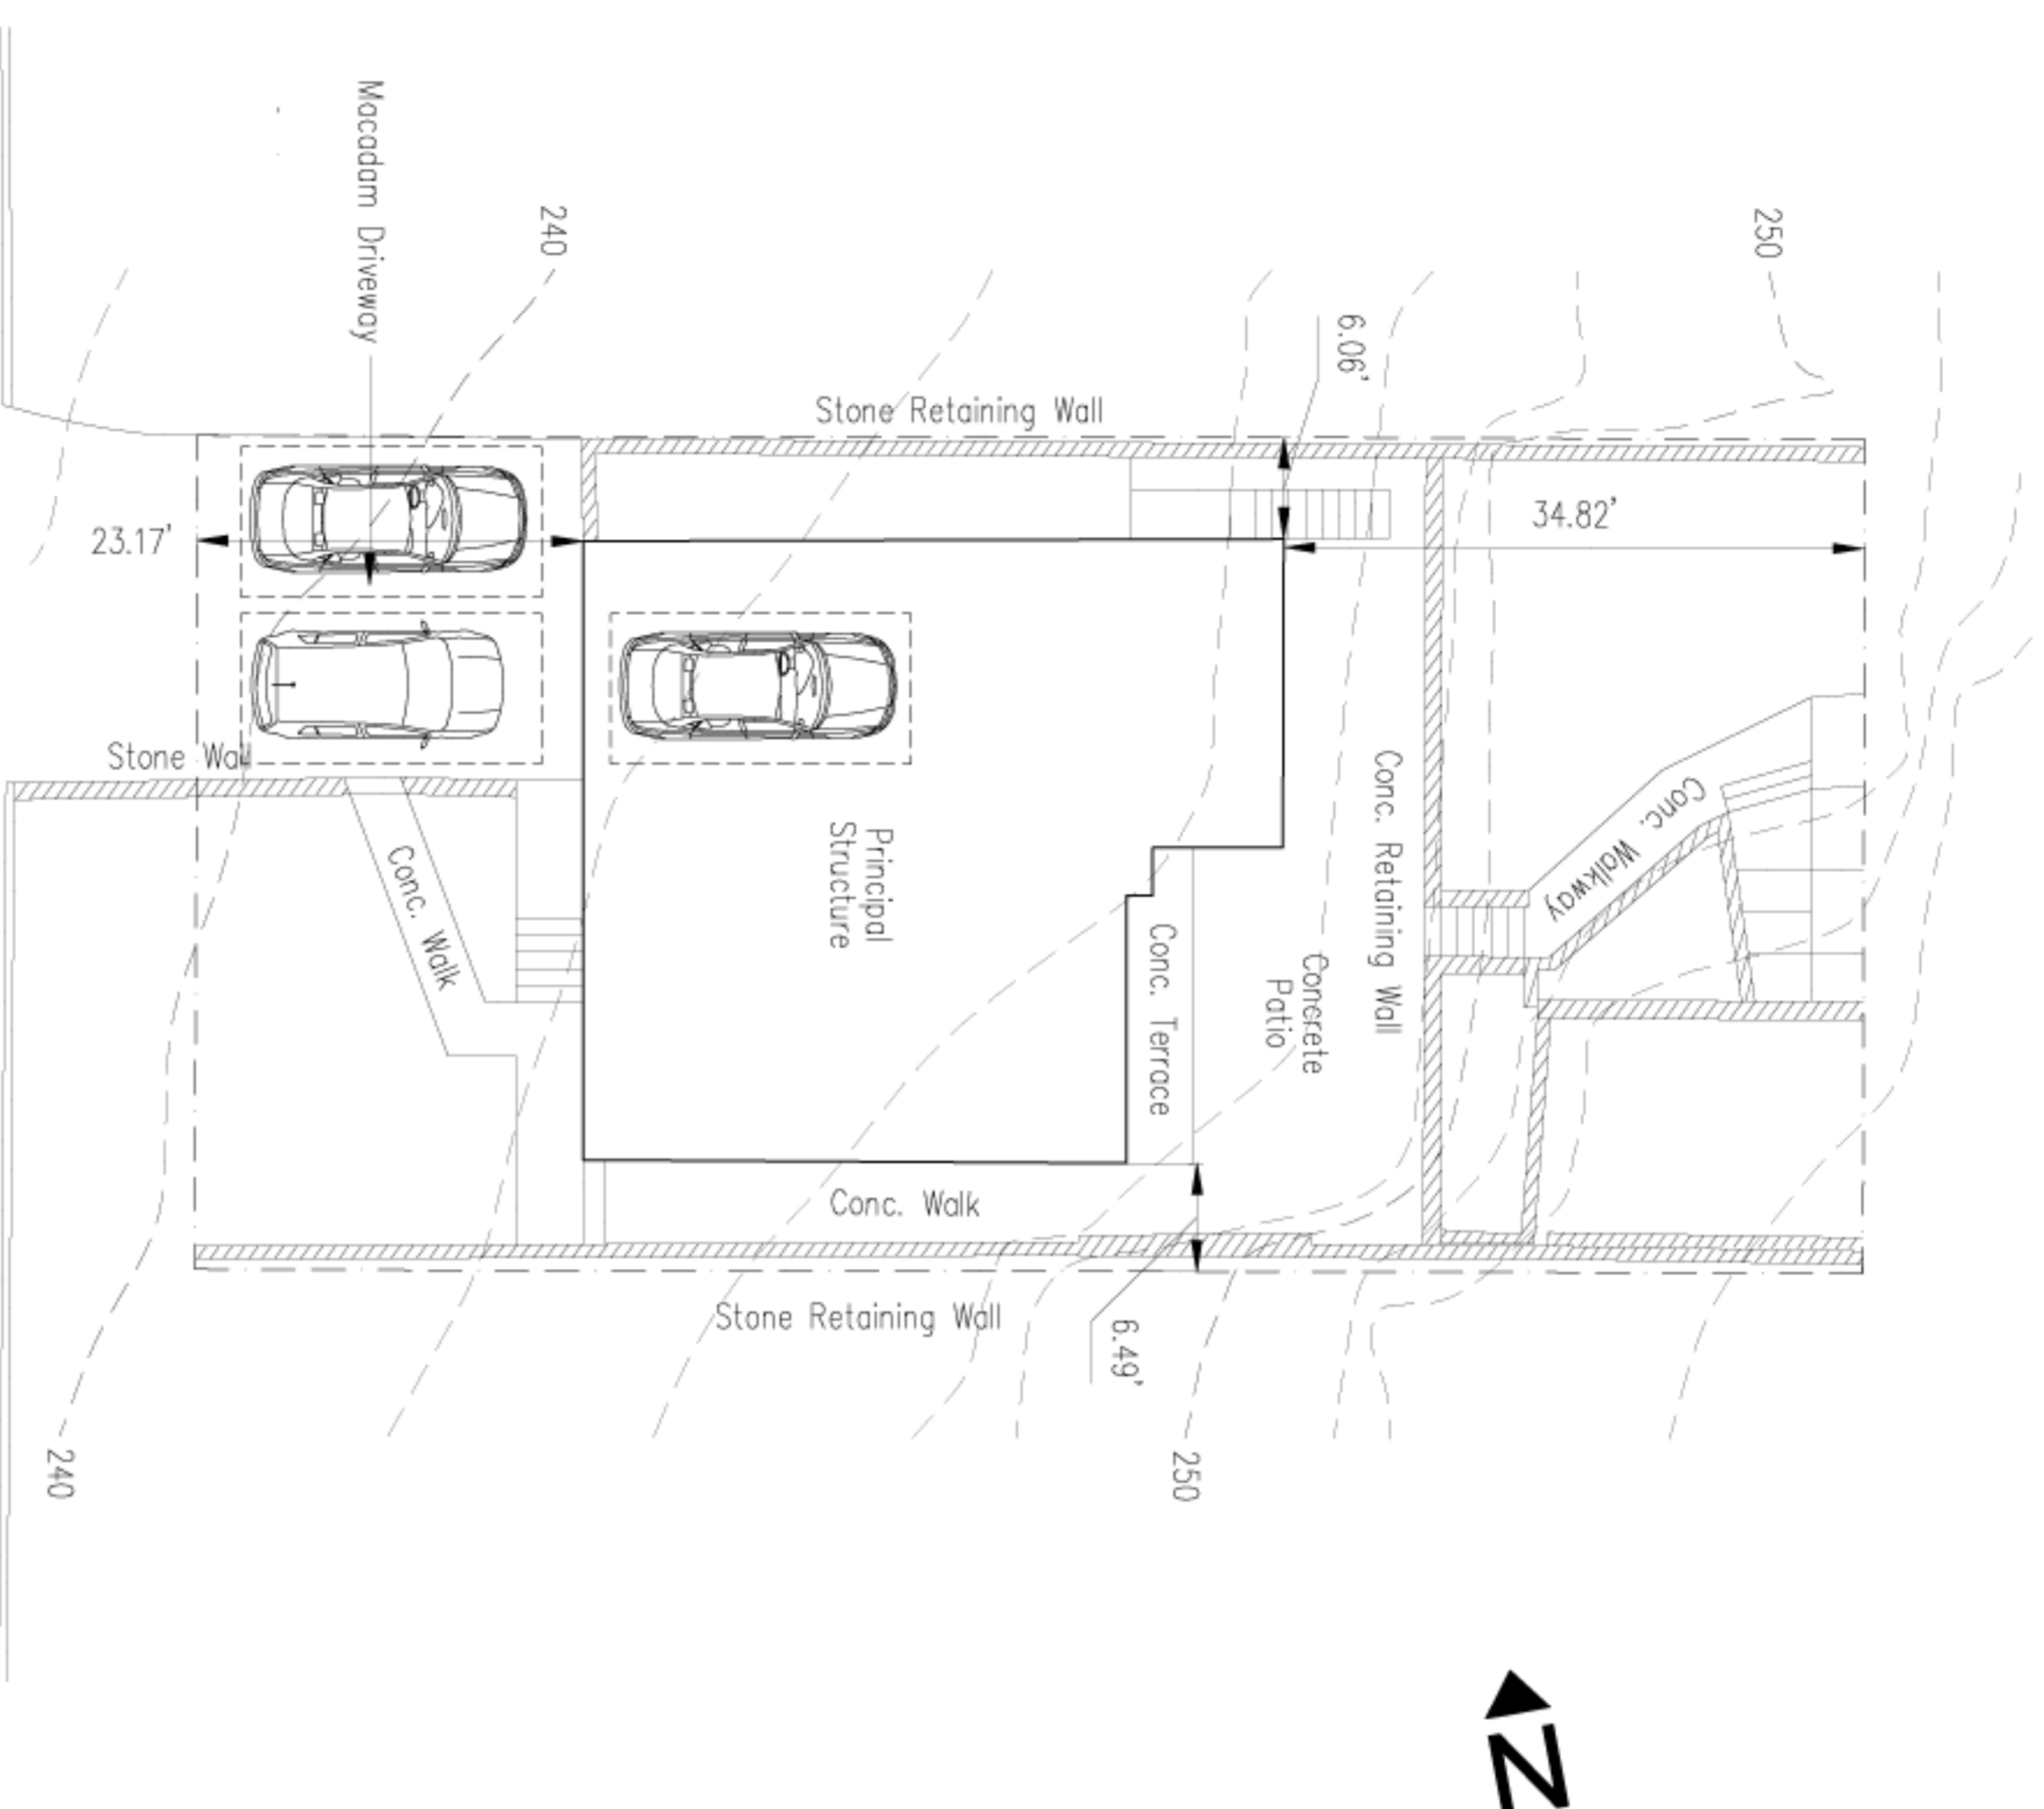 Macadam Driveway
240
250
6.06'
Stone Retaining Wall
34.82'
23.17'
Stone Wall
Conc. Walk
Principal
Structure
Conc. Terrace
Concrete
Patio
Conc. Retaining Wall
Conc. Walkway
Conc. Walk
Stone Retaining Wall
6.49'
240
250
N